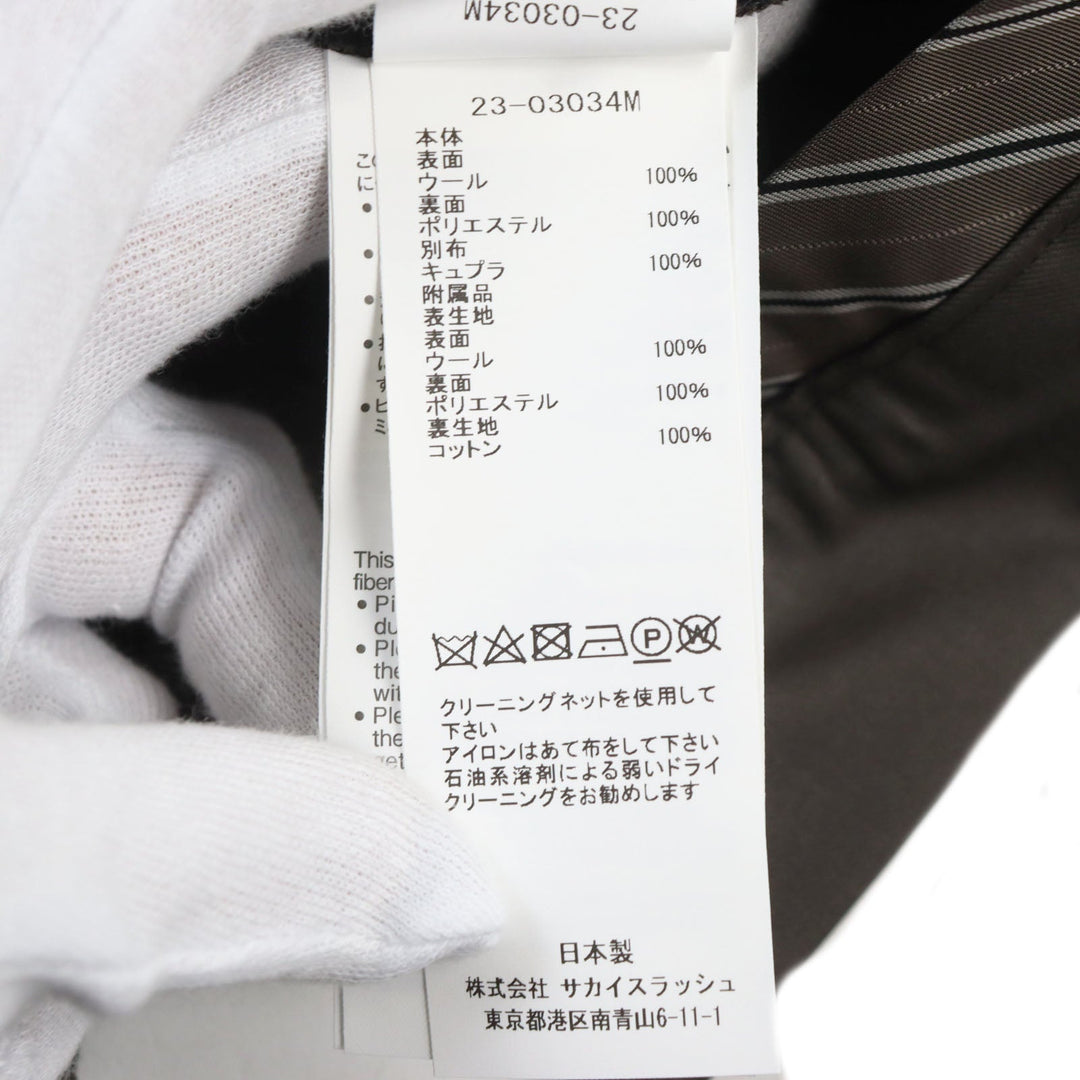 23-03034M
23-03034M
本体
表面
ウール 100%
裏面
ポリエステル 100%
別布
キュプラ 100%
附属品
表生地
表面
ウール 100%
裏面
ポリエステル 100%
裏生地
コットン 100%
クリーニングネットを使用して
下さい
アイロンはあて布をして下さい
石油系溶剤による弱いドライ
クリーニングをお勧めします
日本製
株式会社 サカイスラッシュ
東京都港区南青山6-11-1
This
fiber